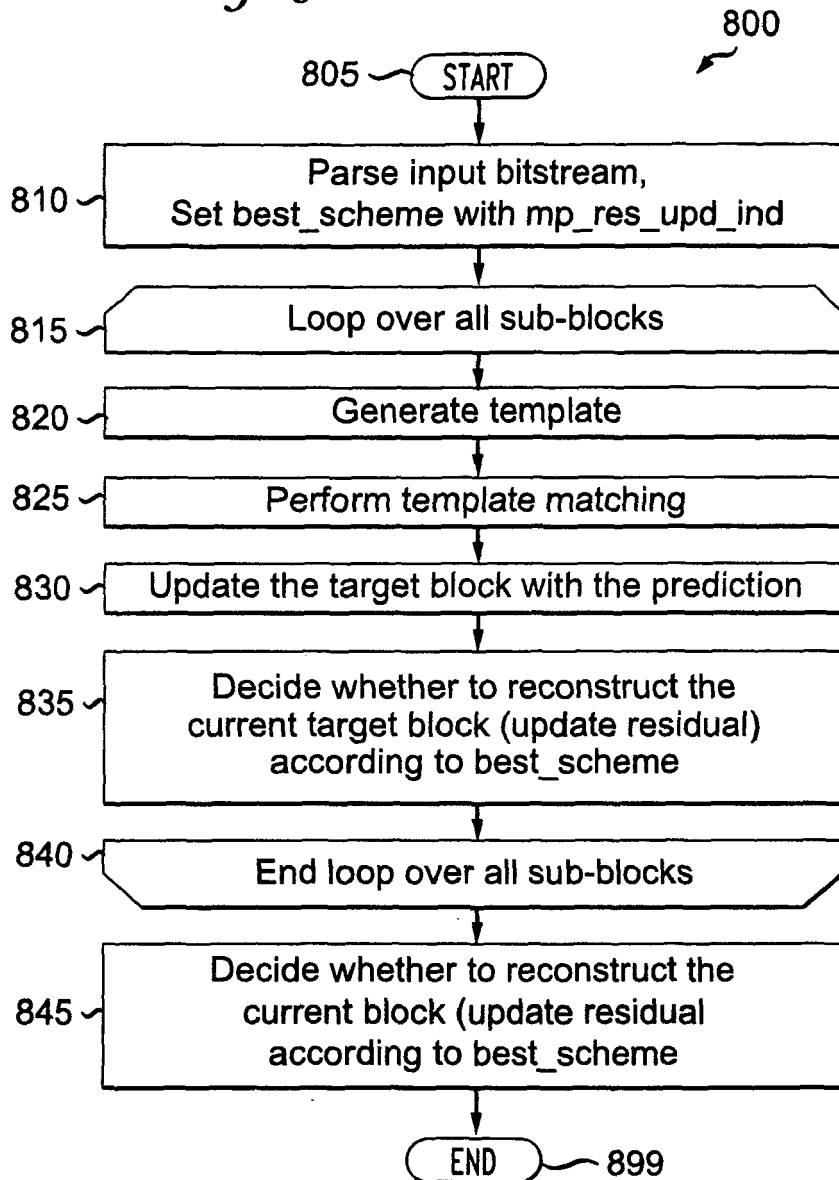 800
805 START
810 Parse input bitstream,
Set best_scheme with mp_res_upd_ind
815 Loop over all sub-blocks
820 Generate template
825 Perform template matching
830 Update the target block with the prediction
835 Decide whether to reconstruct the
current target block (update residual)
according to best_scheme
840 End loop over all sub-blocks
845 Decide whether to reconstruct the
current block (update residual
according to best_scheme
END 899